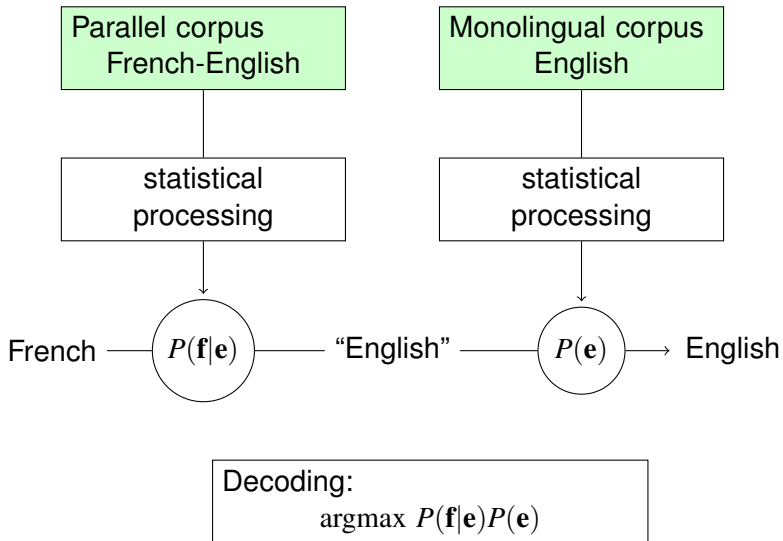 Parallel corpus
French-English
Monolingual corpus
English
statistical
processing
statistical
processing
French P(f|e) “English” P(e) English
Decoding:
argmax P(f|e)P(e)